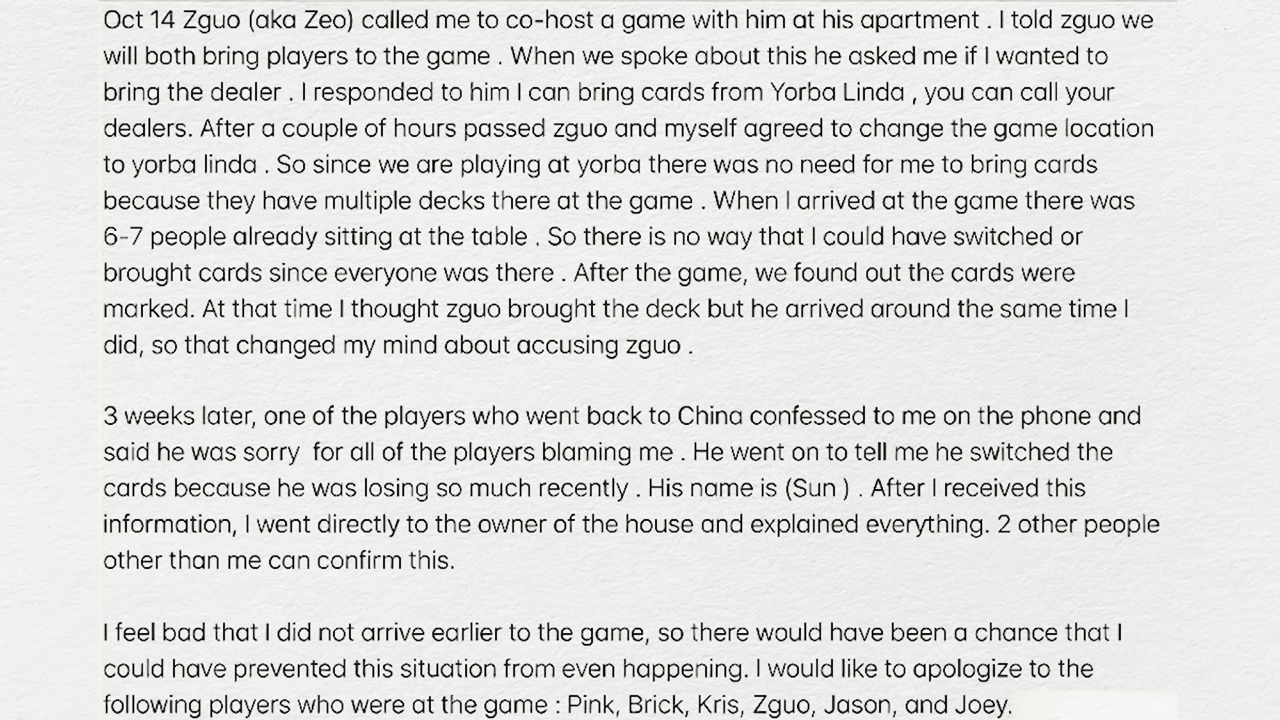 Oct 14 Zguo (aka Zeo) called me to co-host a game with him at his apartment . I told zguo we
will both bring players to the game . When we spoke about this he asked me if I wanted to
bring the dealer . I responded to him I can bring cards from Yorba Linda , you can call your
dealers. After a couple of hours passed zguo and myself agreed to change the game location
to yorba linda . So since we are playing at yorba there was no need for me to bring cards
because they have multiple decks there at the game . When I arrived at the game there was
6-7 people already sitting at the table . So there is no way that I could have switched or
brought cards since everyone was there . After the game, we found out the cards were
marked. At that time I thought zguo brought the deck but he arrived around the same time I
did, so that changed my mind about accusing zguo .
3 weeks later, one of the players who went back to China confessed to me on the phone and
said he was sorry  for all of the players blaming me . He went on to tell me he switched the
cards because he was losing so much recently . His name is (Sun ) . After I received this
information, I went directly to the owner of the house and explained everything. 2 other people
other than me can confirm this.
I feel bad that I did not arrive earlier to the game, so there would have been a chance that I
could have prevented this situation from even happening. I would like to apologize to the
following players who were at the game : Pink, Brick, Kris, Zguo, Jason, and Joey.